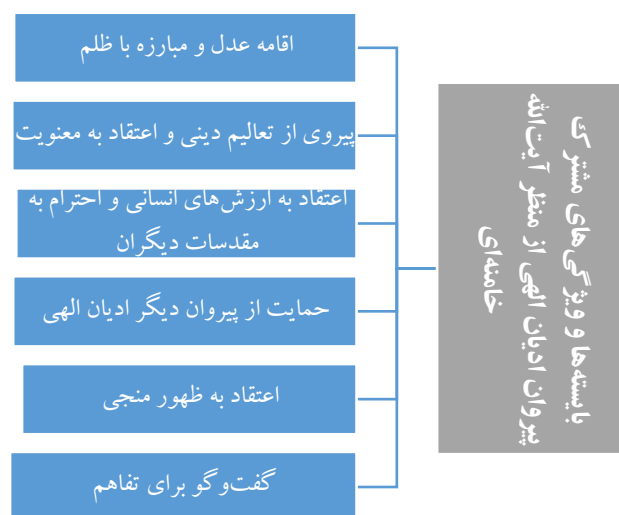 بایسته‌ها و ویژگی‌های مشترک
پیروان ادیان الهی از منظر آیت‌الله
خامنه‌ای
اقامه عدل و مبارزه با ظلم
پیروی از تعالیم دینی و اعتقاد به معنویت
اعتقاد به ارزش‌های انسانی و احترام به
مقدسات دیگران
حمایت از پیروان دیگر ادیان الهی
اعتقاد به ظهور منجی
گفت‌وگو برای تفاهم